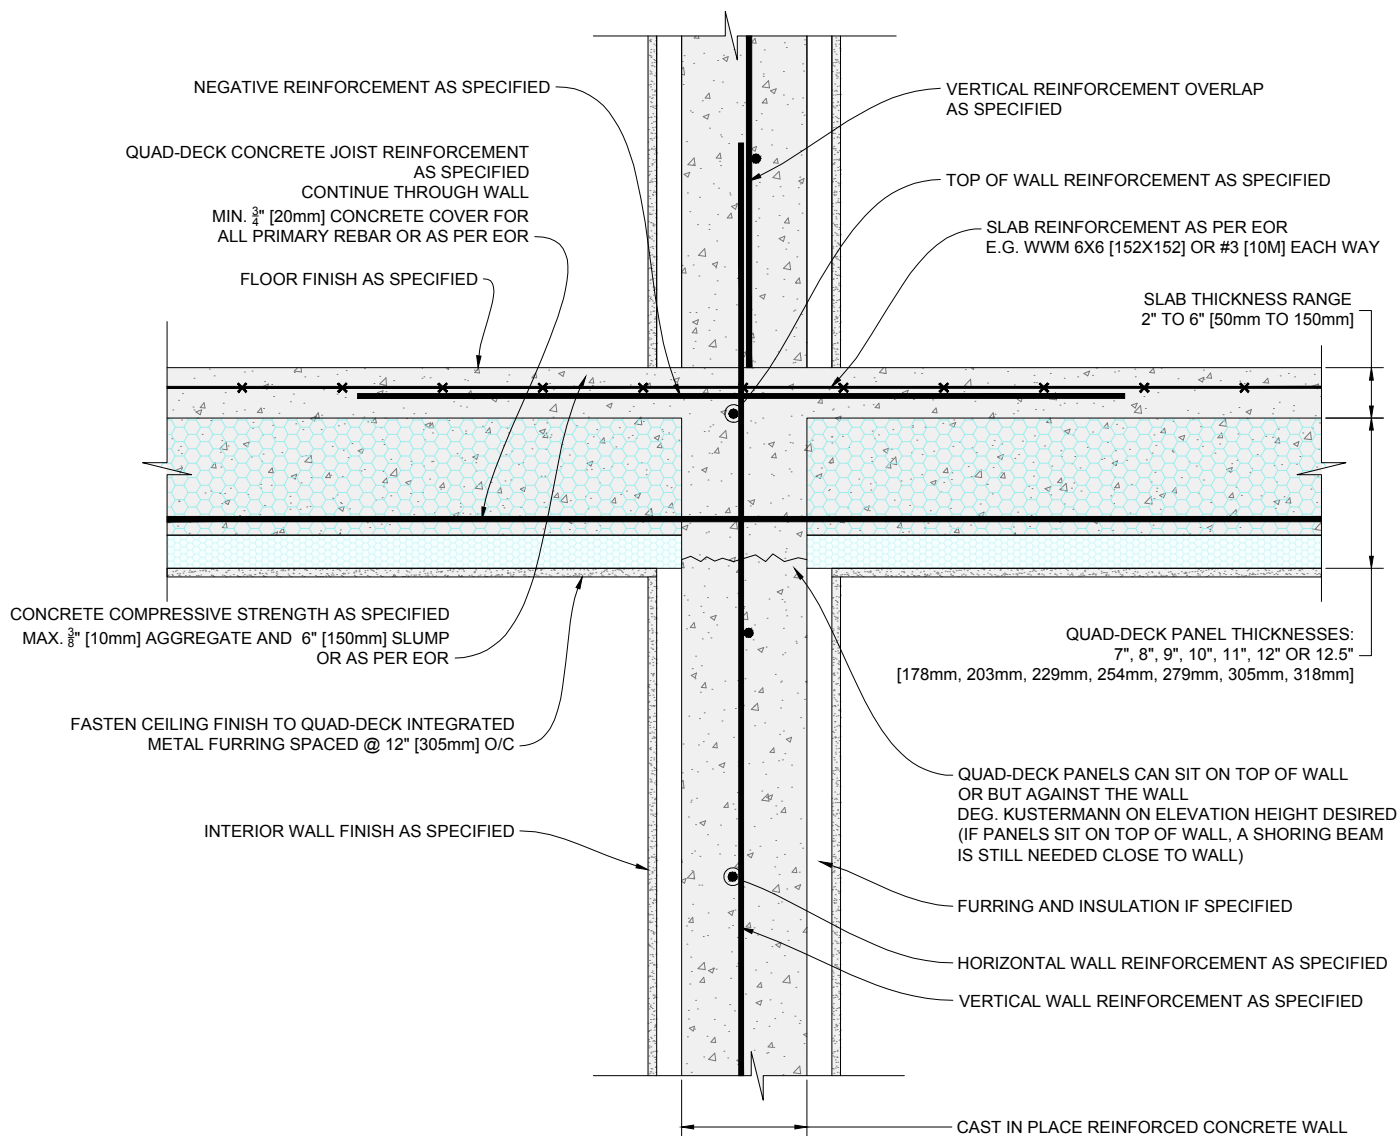 NEGATIVE REINFORCEMENT AS SPECIFIED
QUAD-DECK CONCRETE JOIST REINFORCEMENT
AS SPECIFIED
CONTINUE THROUGH WALL
MIN. 3/4" [20mm] CONCRETE COVER FOR
ALL PRIMARY REBAR OR AS PER EOR
FLOOR FINISH AS SPECIFIED
VERTICAL REINFORCEMENT OVERLAP
AS SPECIFIED
TOP OF WALL REINFORCEMENT AS SPECIFIED
SLAB REINFORCEMENT AS PER EOR
E.G. WWM 6X6 [152X152] OR #3 [10M] EACH WAY
SLAB THICKNESS RANGE
2" TO 6" [50mm TO 150mm]
CONCRETE COMPRESSIVE STRENGTH AS SPECIFIED
MAX. 3/8" [10mm] AGGREGATE AND 6" [150mm] SLUMP
OR AS PER EOR
FASTEN CEILING FINISH TO QUAD-DECK INTEGRATED
METAL FURRING SPACED @ 12" [305mm] O/C
INTERIOR WALL FINISH AS SPECIFIED
QUAD-DECK PANEL THICKNESSES:
7", 8", 9", 10", 11", 12" OR 12.5"
[178mm, 203mm, 229mm, 254mm, 279mm, 305mm, 318mm]
QUAD-DECK PANELS CAN SIT ON TOP OF WALL
OR BUT AGAINST THE WALL
DEG. KUSTERMANN ON ELEVATION HEIGHT DESIRED
(IF PANELS SIT ON TOP OF WALL, A SHORING BEAM
IS STILL NEEDED CLOSE TO WALL)
FURRING AND INSULATION IF SPECIFIED
HORIZONTAL WALL REINFORCEMENT AS SPECIFIED
VERTICAL WALL REINFORCEMENT AS SPECIFIED
CAST IN PLACE REINFORCED CONCRETE WALL